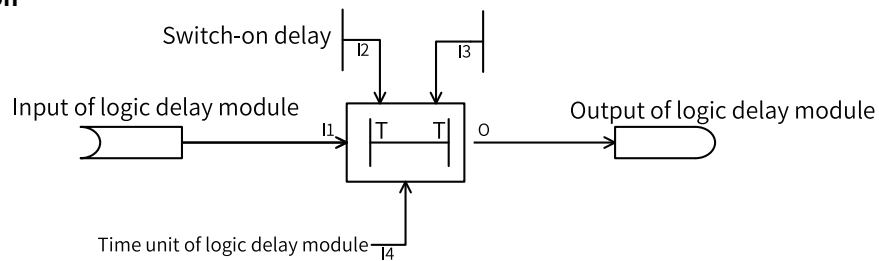 Switch-on delay
I2
I3
Input of logic delay module
Output of logic delay module
I1
T
T
O
Time unit of logic delay module
I4